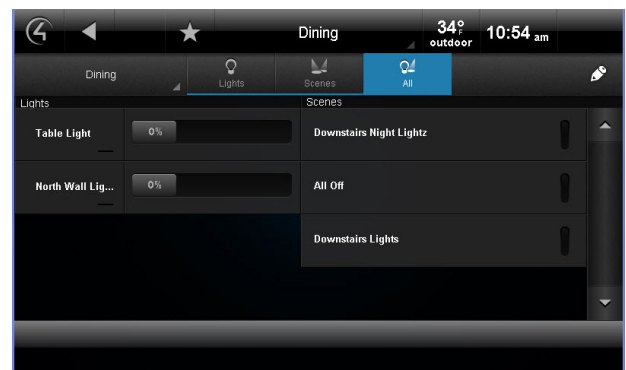 Dining 34°F outdoor 10:54 am
Dining Lights Scenes All
Lights Scenes
Table Light 0% Downstairs Night Lightz
North Wall Lig... 0% All Off
Downstairs Lights